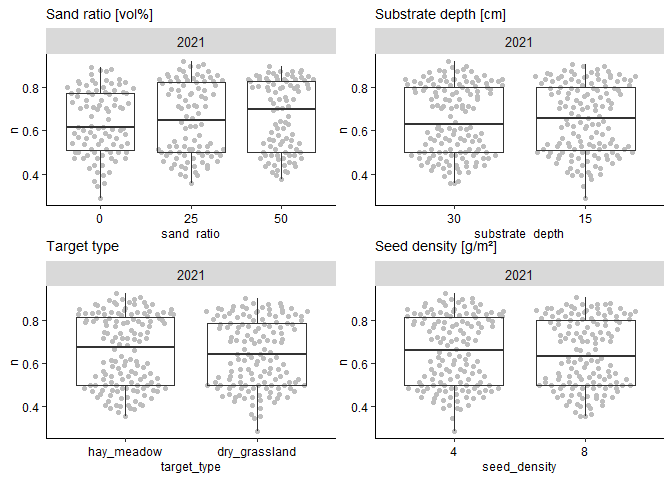 Sand ratio [vol%]
2021
0.8
0.6
0.4
n
0
25
50
sand_ratio
Substrate depth [cm]
2021
0.8
0.6
0.4
n
30
15
substrate_depth
Target type
2021
0.8
0.6
0.4
n
hay_meadow
dry_grassland
target_type
Seed density [g/m²]
2021
0.8
0.6
0.4
n
4
8
seed_density